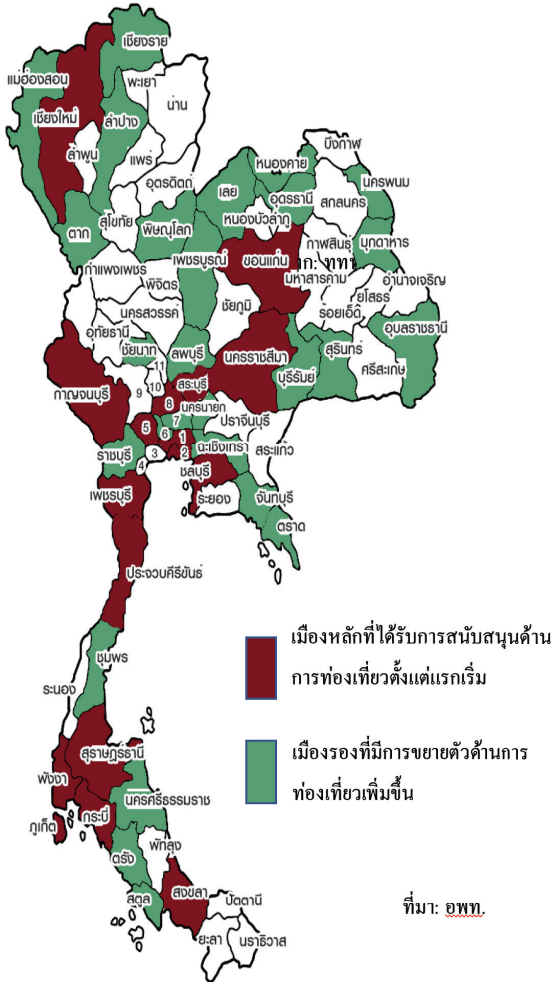 เชียงราย
แม่ฮ่องสอน
พะเยา
น่าน
เชียงใหม่
ลำปาง
ลำพูน
แพร่
อุตรดิตถ์
บึงกาฬ
หนองคาย
เลย
อุดรธานี
นครพนม
สกลนคร
หนองบัวลำภู
ตาก
สุโขทัย
พิษณุโลก
เพชรบูรณ์
ขอนแก่น
กาฬสินธุ์
มุกดาหาร
กำแพงเพชร
พิจิตร
มหาสารคาม
ยโสธร
อำนาจเจริญ
ร้อยเอ็ด
ชัยภูมิ
นครสวรรค์
อุทัยธานี
ชัยนาท
ลพบุรี
นครราชสีมา
บุรีรัมย์
สุรินทร์
ศรีสะเกษ
อุบลราชธานี
กาญจนบุรี
11
10
9
สระบุรี
8
นครนายก
7
ปราจีนบุรี
5
6
1
2
3
4
ฉะเชิงเทรา
สระแก้ว
ราชบุรี
ชลบุรี
เพชรบุรี
ระยอง
จันทบุรี
ตราด
ประจวบคีรีขันธ์
ชุมพร
ระนอง
เมืองหลักที่ได้รับการสนับสนุนด้าน
การท่องเที่ยวตั้งแต่แรกเริ่ม
สุราษฎร์ธานี
พังงา
เมืองรองที่มีการขยายตัวด้านการ
ท่องเที่ยวเพิ่มขึ้น
นครศรีธรรมราช
กระบี่
ภูเก็ต
พัทลุง
ตรัง
สตูล
สงขลา
ปัตตานี
ยะลา
นราธิวาส
ที่มา: อพท.